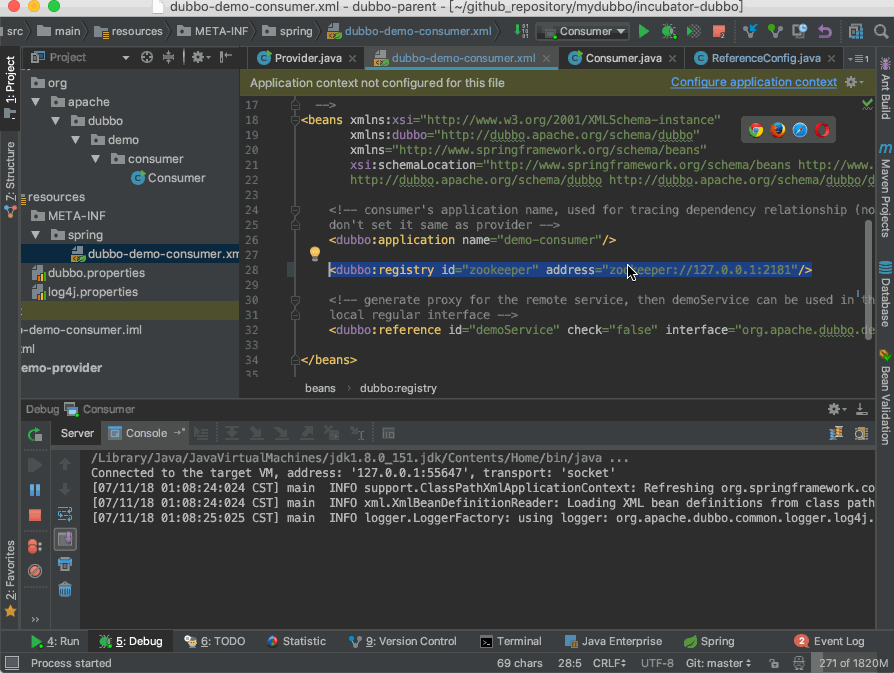 dubbo-demo-consumer.xml - dubbo-parent - [~/github_repository/mydubbo/incubator-dubbo]
src main resources META-INF spring dubbo-demo-consumer.xml Consumer
Project
Provider.java dubbo-demo-consumer.xml Consumer.java ReferenceConfig.java
1
Application context not configured for this file Configure application context
org
apache
dubbo
demo
consumer
Consumer
resources
META-INF
spring
dubbo-demo-consumer.xm
dubbo.properties
log4j.properties
-demo-consumer.iml
ml
emo-provider
1: Project
7: Structure
2: Favorites
Ant Build
Maven Projects
Database
Bean Validation
17 -->
18 <beans xmlns:xsi="http://www.w3.org/2001/XMLSchema-instance"
19 xmlns:dubbo="http://dubbo.apache.org/schema/dubbo"
20 xmlns="http://www.springframework.org/schema/beans"
21 xsi:schemaLocation="http://www.springframework.org/schema/beans http://www.
22 http://dubbo.apache.org/schema/dubbo http://dubbo.apache.org/schema/dubbo/d
23
24 <!-- consumer's application name, used for tracing dependency relationship (no
25 don't set it same as provider -->
26 <dubbo:application name="demo-consumer"/>
27
28 <dubbo:registry id="zookeeper" address="zookeeper://127.0.0.1:2181"/>
29
30 <!-- generate proxy for the remote service, then demoService can be used in th
31 local regular interface -->
32 <dubbo:reference id="demoService" check="false" interface="org.apache.dubbo.de
33
34 </beans>
35
beans dubbo:registry
Debug Consumer
Server Console
/Library/Java/JavaVirtualMachines/jdk1.8.0_151.jdk/Contents/Home/bin/java ...
Connected to the target VM, address: '127.0.0.1:55647', transport: 'socket'
[07/11/18 01:08:24:024 CST] main INFO support.ClassPathXmlApplicationContext: Refreshing org.springframework.co
[07/11/18 01:08:24:024 CST] main INFO xml.XmlBeanDefinitionReader: Loading XML bean definitions from class path
[07/11/18 01:08:25:025 CST] main INFO logger.LoggerFactory: using logger: org.apache.dubbo.common.logger.log4j.
4: Run 5: Debug 6: TODO Statistic 9: Version Control Terminal Java Enterprise Spring 2 Event Log
Process started 69 chars 28:5 CRLF UTF-8 Git: master 271 of 1820M